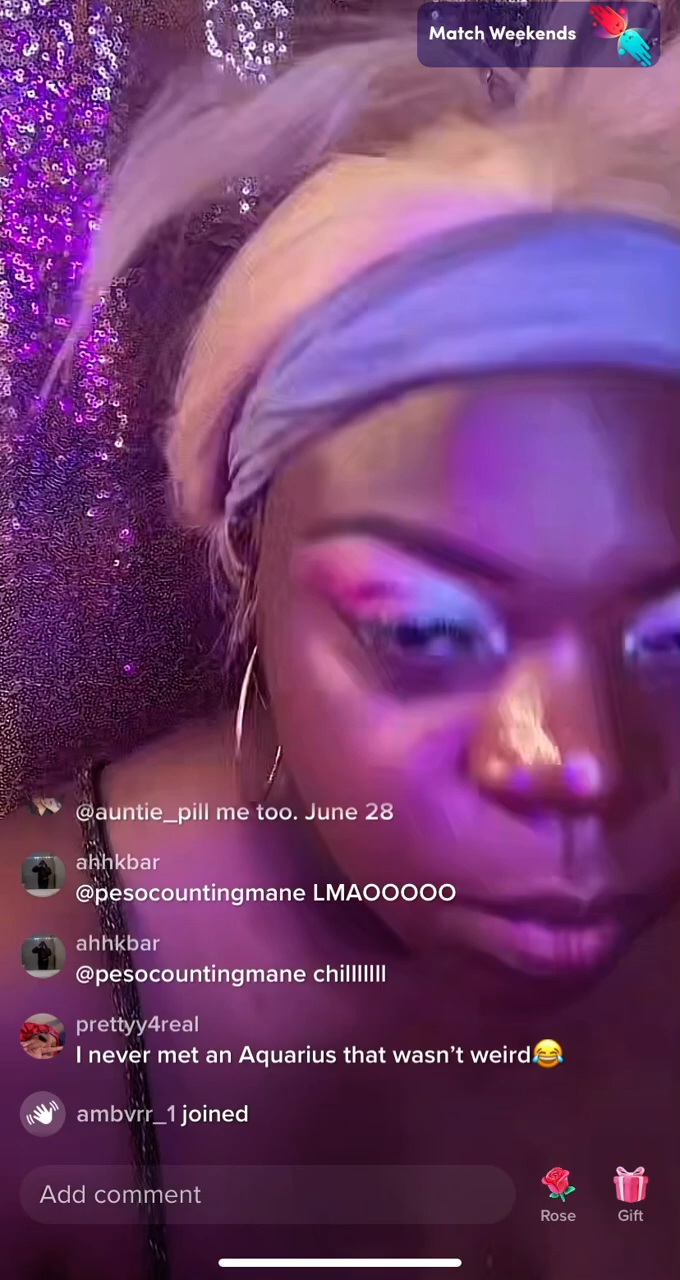 Match Weekends
@auntie_pill me too. June 28
ahhkbar
@pesocountingmane LMAOOOOO
ahhkbar
@pesocountingmane chillllllll
prettyy4real
I never met an Aquarius that wasn't weird😂
ambvrr_1 joined
Add comment
Rose
Gift